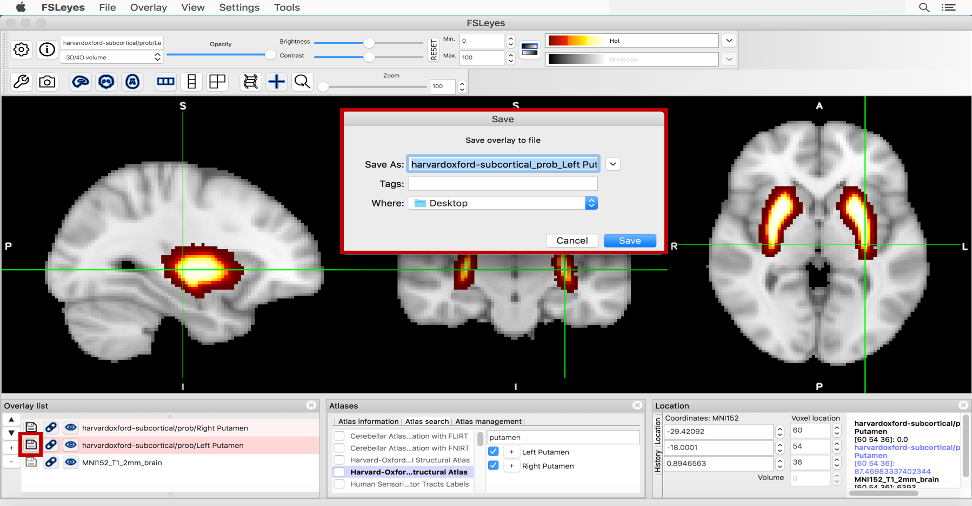 FSLeyes File Overlay View Settings Tools
FSLeyes
harvardoxford-subcortical/prob/Le
3D/4D volume
Opacity
Brightness
Contrast
RESET
Min. 0
Max. 100
Hot
Greyscale
Zoom
100
S
S
A
P
R
L
I
I
P
Save
Save overlay to file
Save As: harvardoxford-subcortical_prob_Left Put
Tags:
Where: Desktop
Cancel Save
Overlay list
harvardoxford-subcortical/prob/Right Putamen
harvardoxford-subcortical/prob/Left Putamen
MNI152_T1_2mm_brain
Atlases
Atlas information Atlas search Atlas management
Cerebellar Atlas...ation with FLIRT
Cerebellar Atlas...ation with FNIRT
Harvard-Oxford...l Structural Atlas
Harvard-Oxfor...tructural Atlas
Human Sensori...tor Tracts Labels
putamen
+ Left Putamen
+ Right Putamen
Location
Location
History
Coordinates: MNI152
-29.42092
-18.0001
0.8946563
Voxel location
60
54
36
Volume 0
harvardoxford-subcortical/p
Putamen
[60 54 36]: 0.0
harvardoxford-subcortical/p
Putamen
[60 54 36]:
87.46983337402344
MNI152_T1_2mm_brain
[60 54 36]: 6393